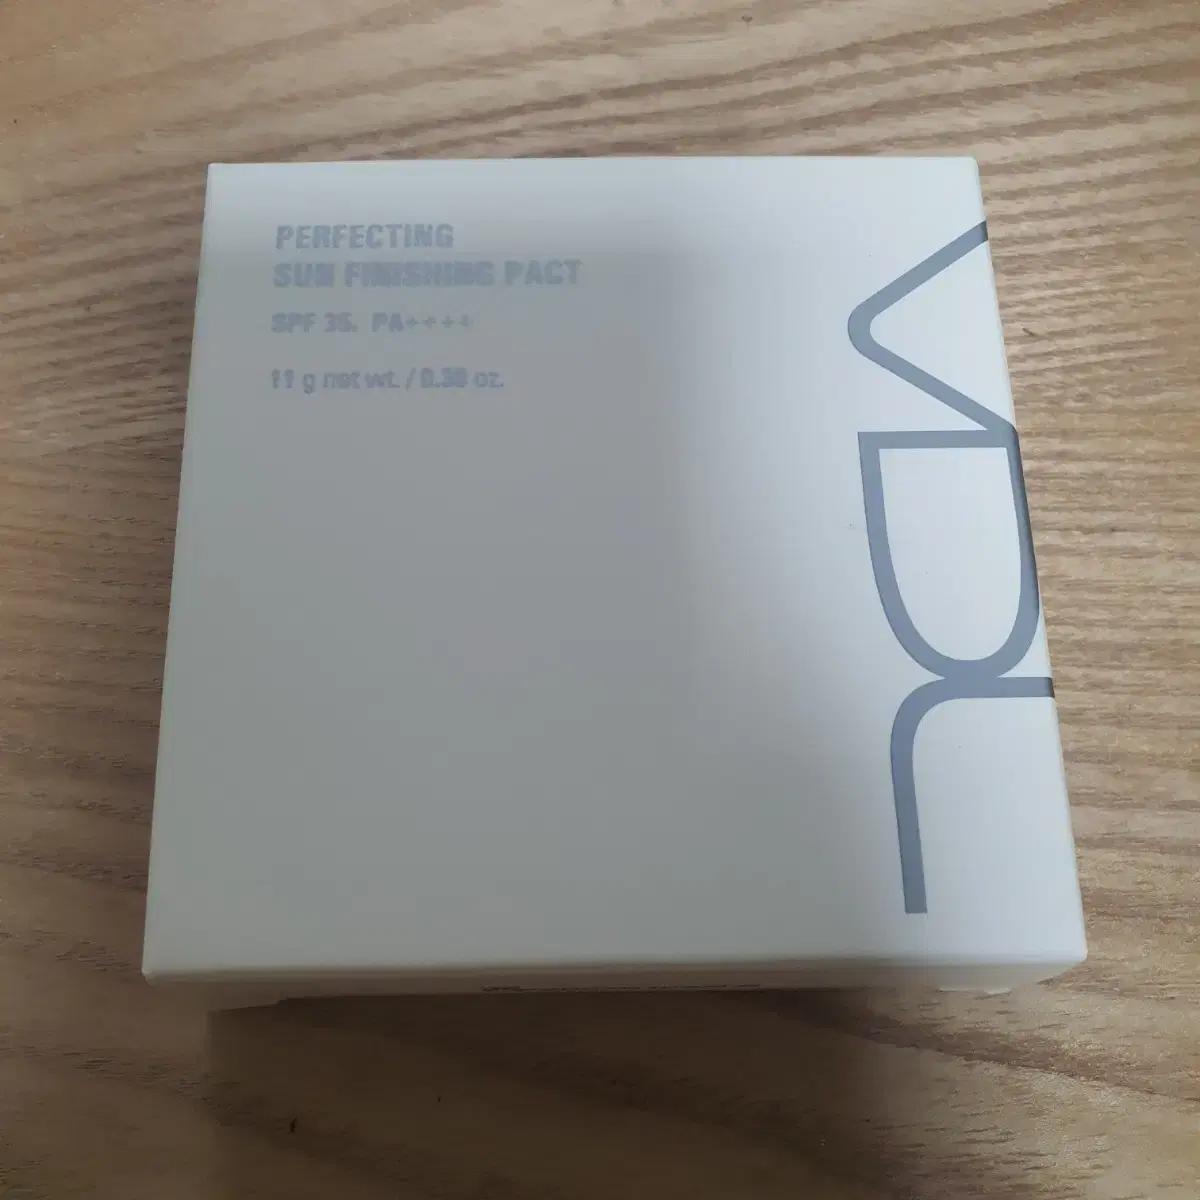 PERFECTING
SUN FINISHING PACT
SPF 35, PA++++
11 g net wt. / 0.38 oz.
VDL